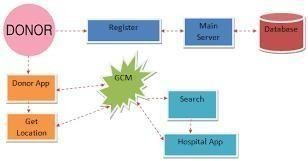 DONOR
Register
Main
Server
Database
Donor App
GCM
Search
Get
Location
Hospital App